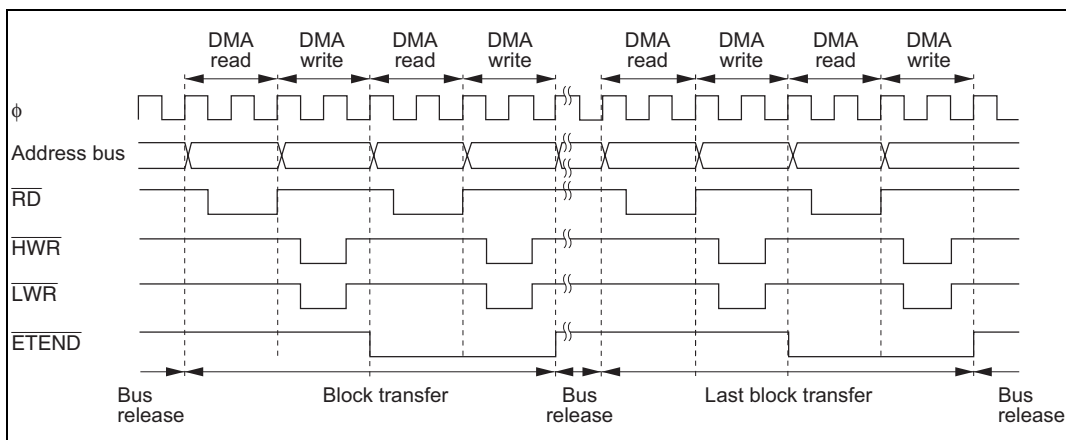 DMA read
DMA write
DMA read
DMA write
DMA read
DMA write
DMA read
DMA write
ϕ
Address bus
RD
HWR
LWR
ETEND
Bus release
Block transfer
Bus release
Last block transfer
Bus release